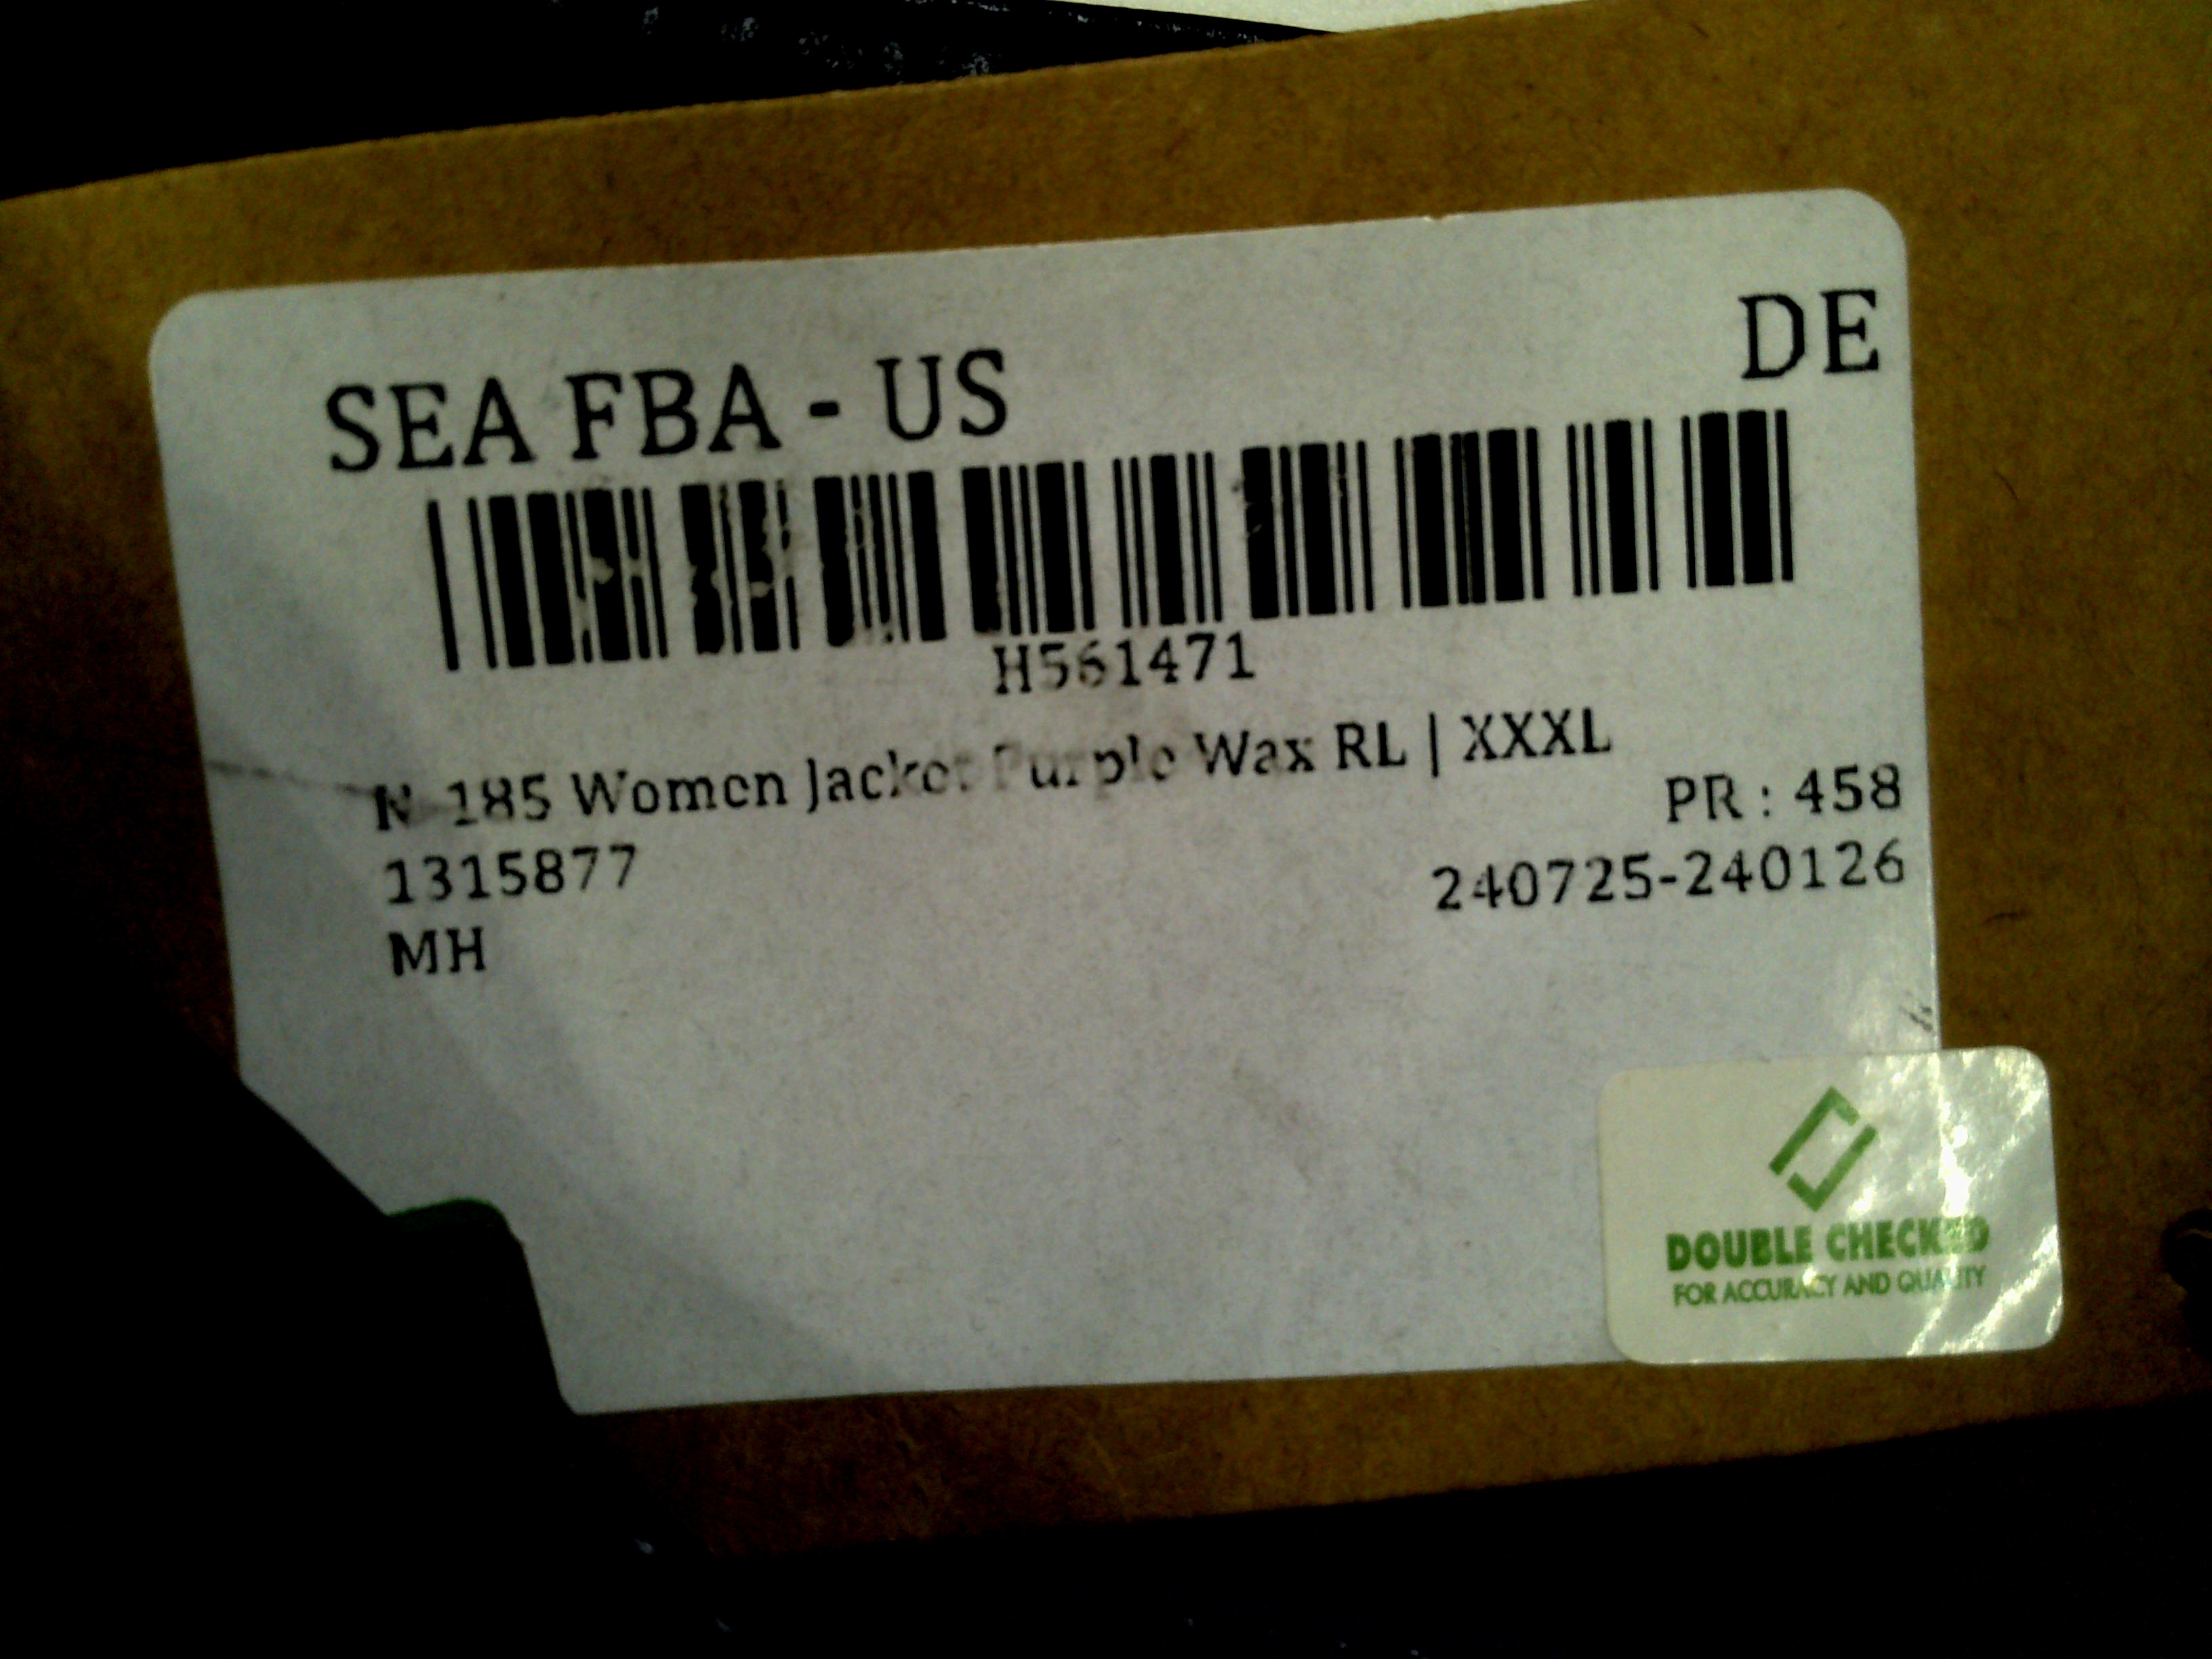 SEA FBA - US
DE
H561471
185 Women Jacket Purple Wax RL | XXXL
PR : 458
1315877
240725-240126
MH
DOUBLE CHECKED
FOR ACCURACY AND QUALITY